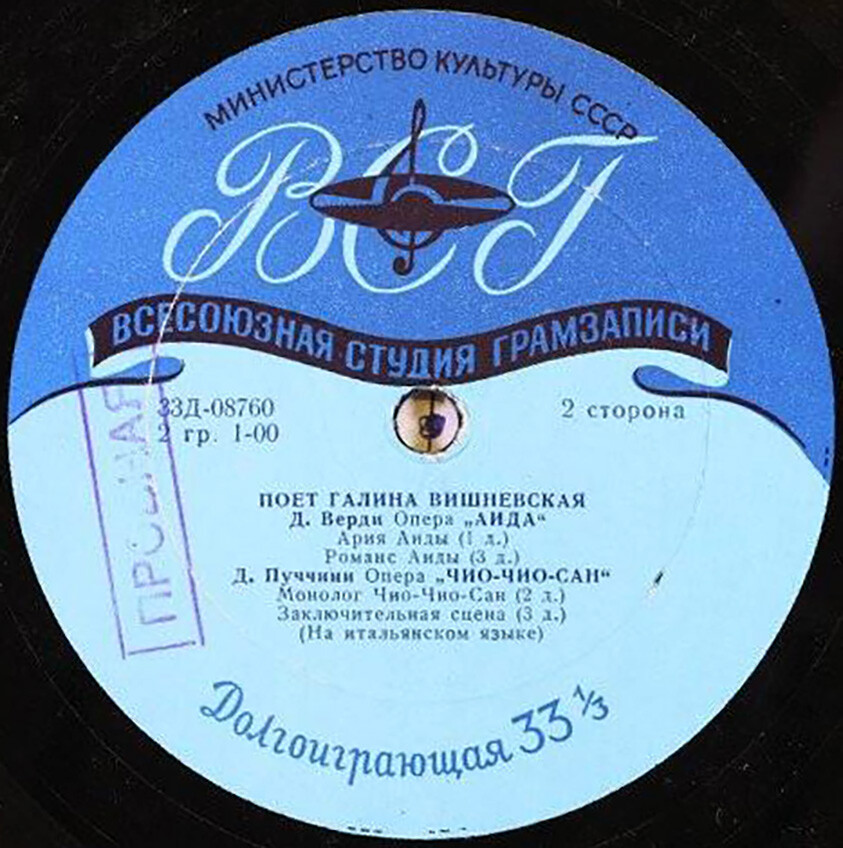 МИНИСТЕРСТВО КУЛЬТУРЫ СССР
ВСГ
ВСЕСОЮЗНАЯ СТУДИЯ ГРАМЗАПИСИ
33Д-08760
2 гр. 1-00
2 сторона
ПРОБНАЯ
ПОЕТ ГАЛИНА ВИШНЕВСКАЯ
Д. Верди Опера „АИДА“
Ария Аиды (1 д.)
Романс Аиды (3 д.)
Д. Пуччини Опера „ЧИО-ЧИО-САН“
Монолог Чио-Чио-Сан (2 д.)
Заключительная сцена (3 д.)
(На итальянском языке)
Долгоиграющая 33 ⅓